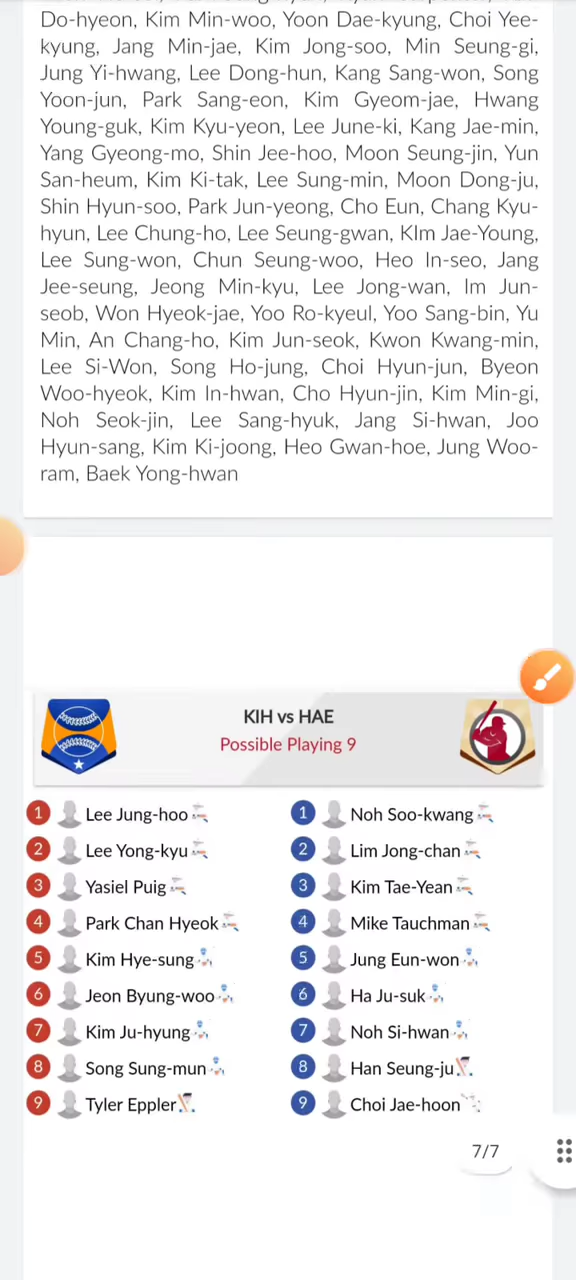 Do-hyeon, Kim Min-woo, Yoon Dae-kyung, Choi Yee-
kyung, Jang Min-jae, Kim Jong-soo, Min Seung-gi,
Jung Yi-hwang, Lee Dong-hun, Kang Sang-won, Song
Yoon-jun, Park Sang-eon, Kim Gyeom-jae, Hwang
Young-guk, Kim Kyu-yeon, Lee June-ki, Kang Jae-min,
Yang Gyeong-mo, Shin Jee-hoo, Moon Seung-jin, Yun
San-heum, Kim Ki-tak, Lee Sung-min, Moon Dong-ju,
Shin Hyun-soo, Park Jun-yeong, Cho Eun, Chang Kyu-
hyun, Lee Chung-ho, Lee Seung-gwan, KIm Jae-Young,
Lee Sung-won, Chun Seung-woo, Heo In-seo, Jang
Jee-seung, Jeong Min-kyu, Lee Jong-wan, Im Jun-
seob, Won Hyeok-jae, Yoo Ro-kyeul, Yoo Sang-bin, Yu
Min, An Chang-ho, Kim Jun-seok, Kwon Kwang-min,
Lee Si-Won, Song Ho-jung, Choi Hyun-jun, Byeon
Woo-hyeok, Kim In-hwan, Cho Hyun-jin, Kim Min-gi,
Noh Seok-jin, Lee Sang-hyuk, Jang Si-hwan, Joo
Hyun-sang, Kim Ki-joong, Heo Gwan-hoe, Jung Woo-
ram, Baek Yong-hwan
KIH vs HAE
Possible Playing 9
1 Lee Jung-hoo 1 Noh Soo-kwang
2 Lee Yong-kyu 2 Lim Jong-chan
3 Yasiel Puig 3 Kim Tae-Yean
4 Park Chan Hyeok 4 Mike Tauchman
5 Kim Hye-sung 5 Jung Eun-won
6 Jeon Byung-woo 6 Ha Ju-suk
7 Kim Ju-hyung 7 Noh Si-hwan
8 Song Sung-mun 8 Han Seung-ju
9 Tyler Eppler 9 Choi Jae-hoon
7/7